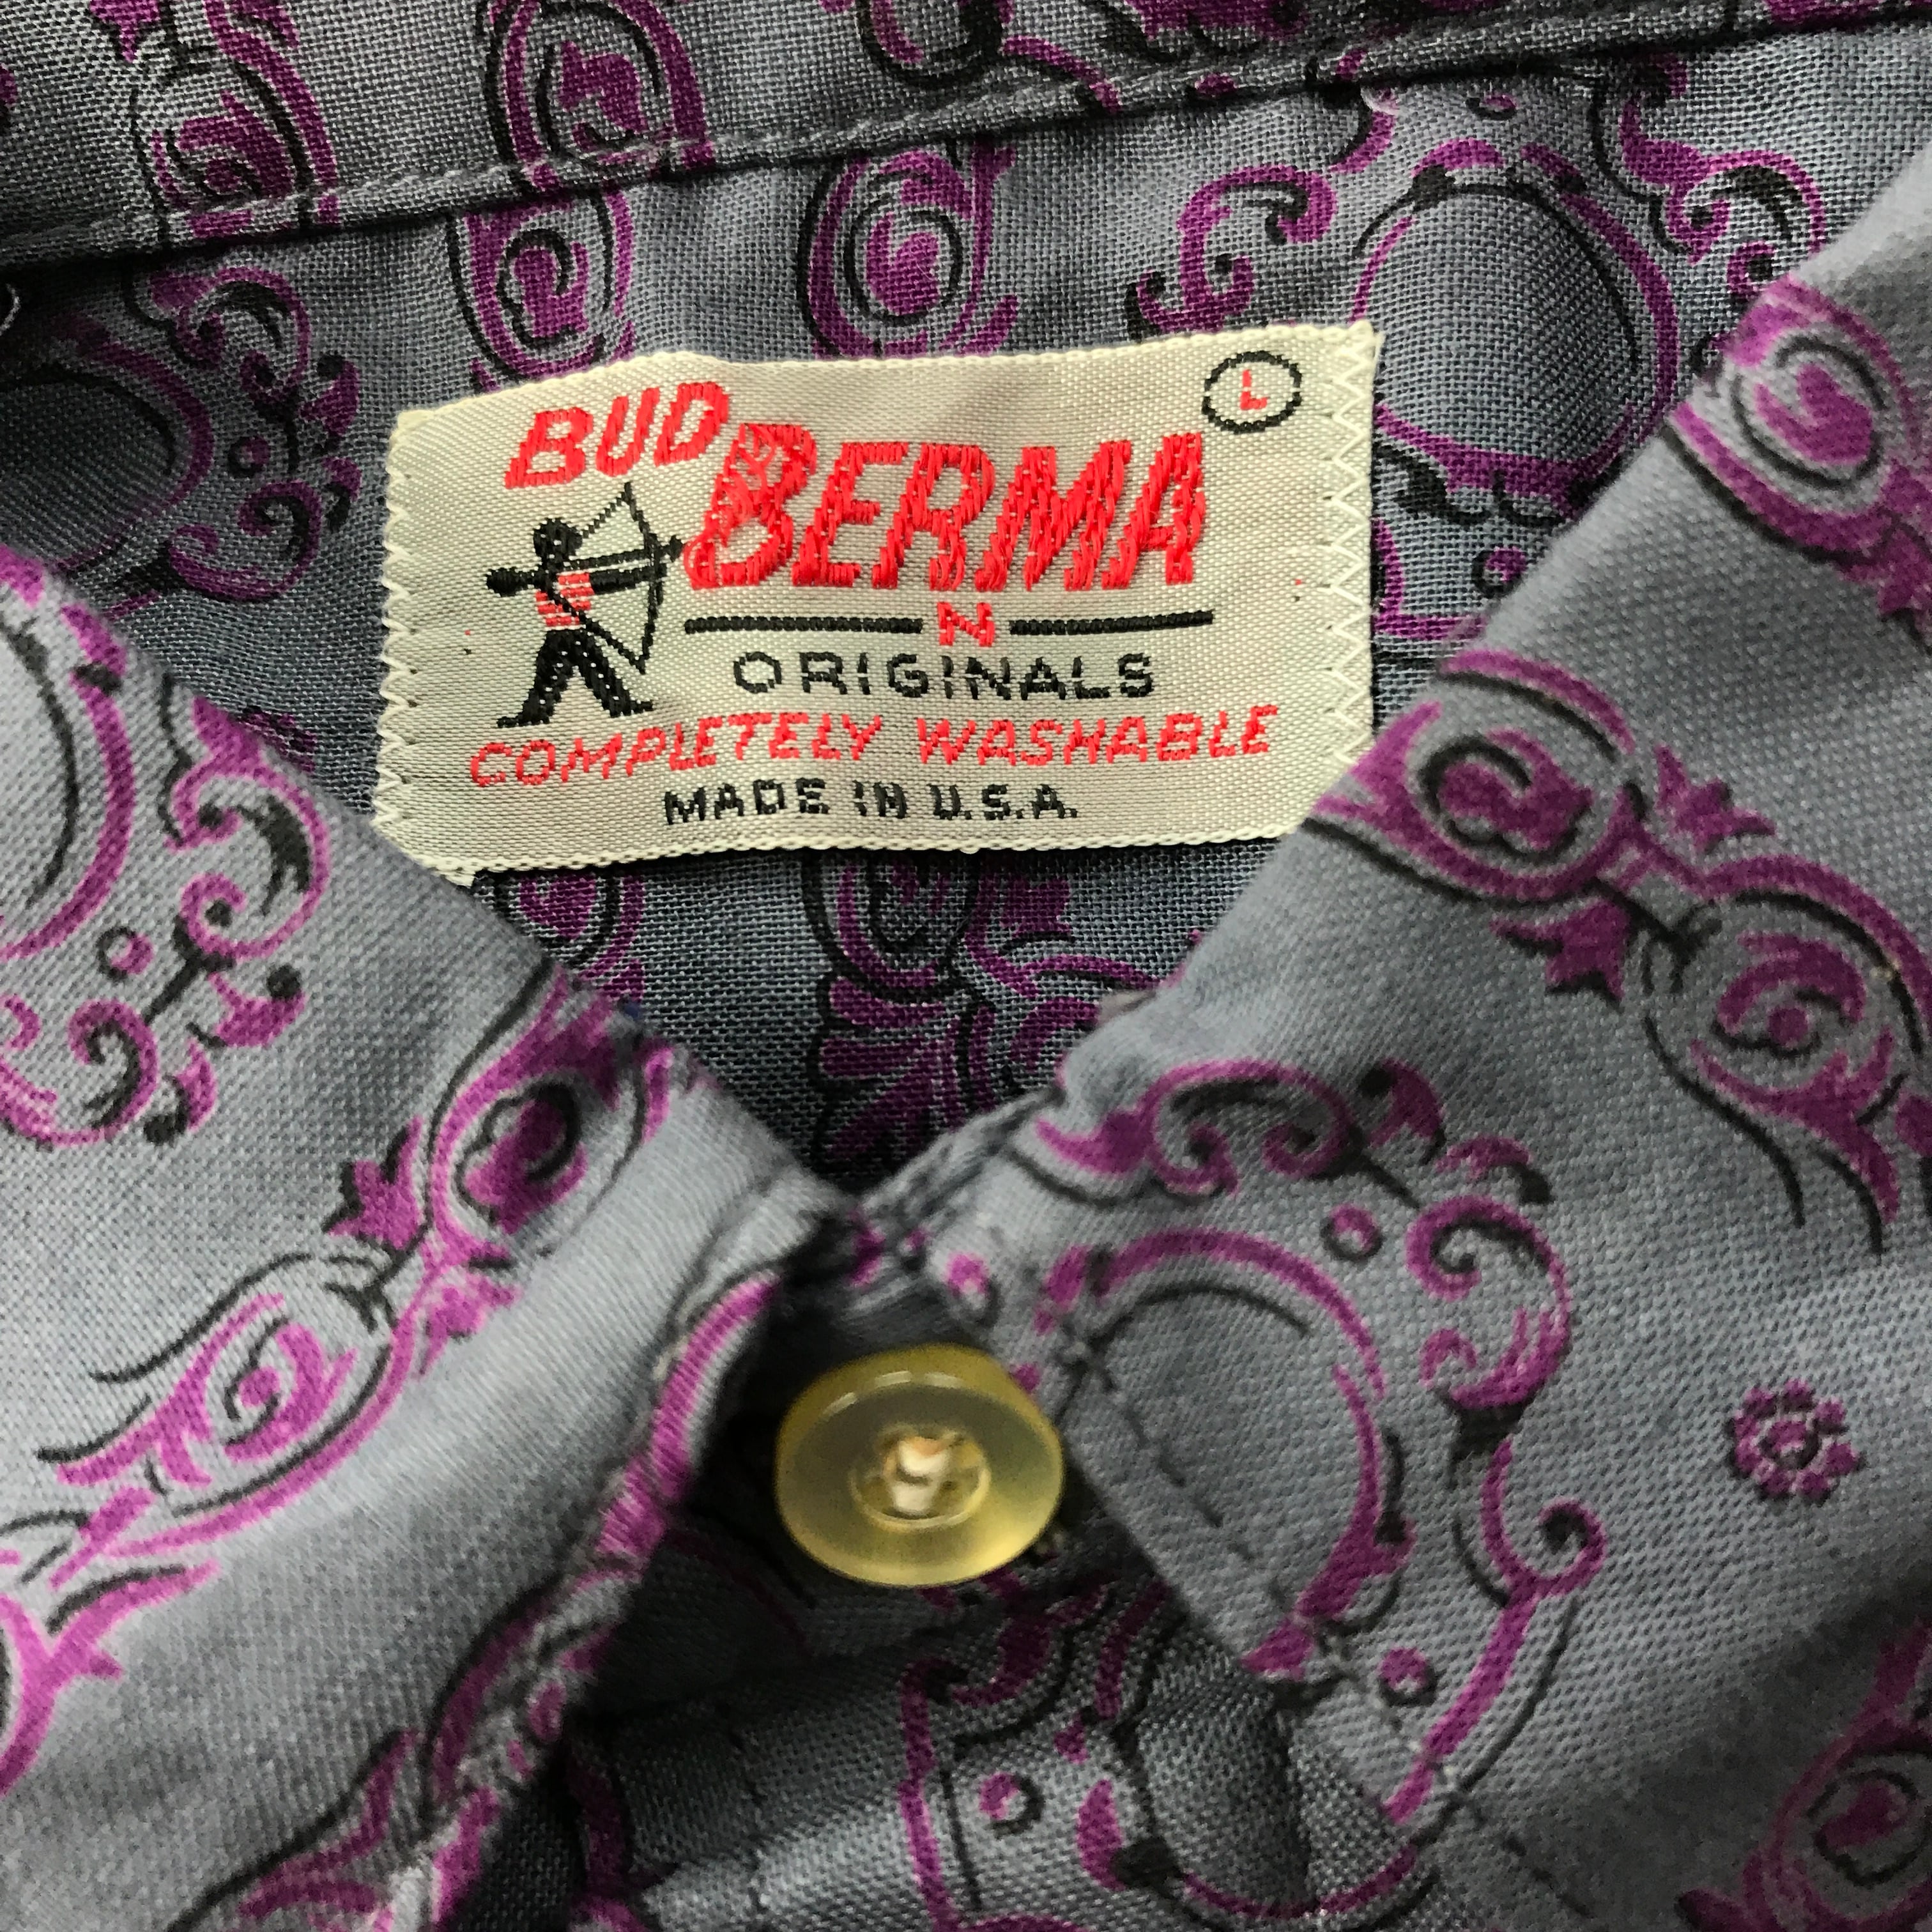 L
BUD
BERMA
N
ORIGINALS
COMPLETELY WASHABLE
MADE IN U.S.A.